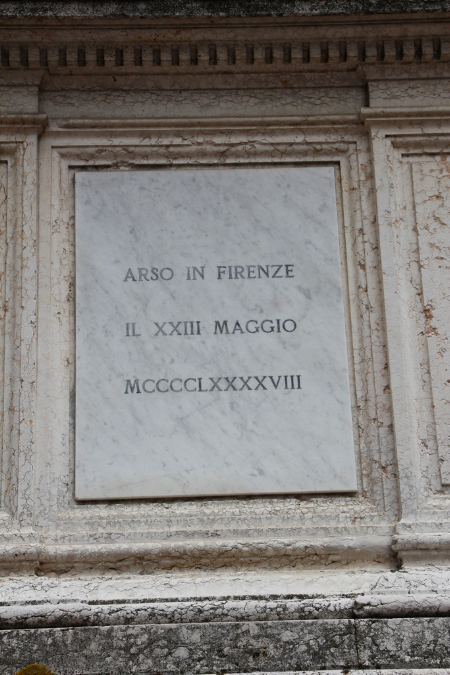 ARSO IN FIRENZE
IL XXIII MAGGIO
MCCCCLXXXXVIII